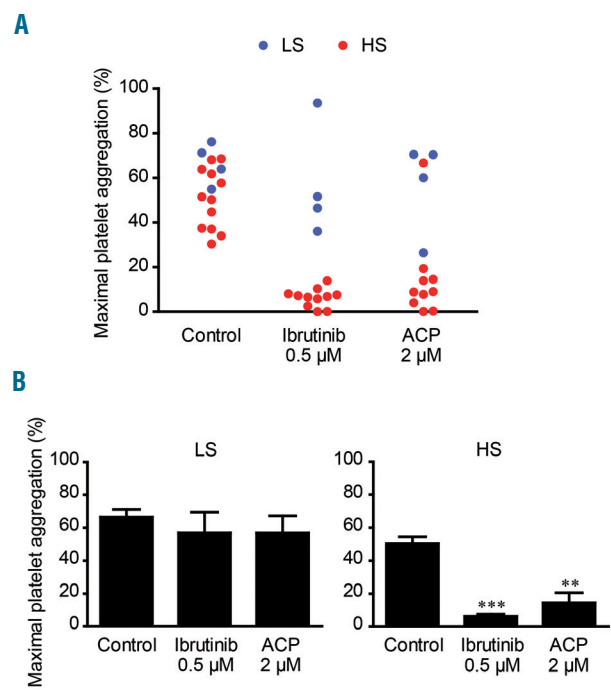 A
LS HS
Maximal platelet aggregation (%)
100
80
60
40
20
0
Control Ibrutinib ACP
0.5 µM 2 µM
B
Maximal platelet aggregation (%)
LS
100
80
60
40
20
0
Control Ibrutinib ACP
0.5 µM 2 µM
HS
100
80
60
40
20
0
*** **
Control Ibrutinib ACP
0.5 µM 2 µM